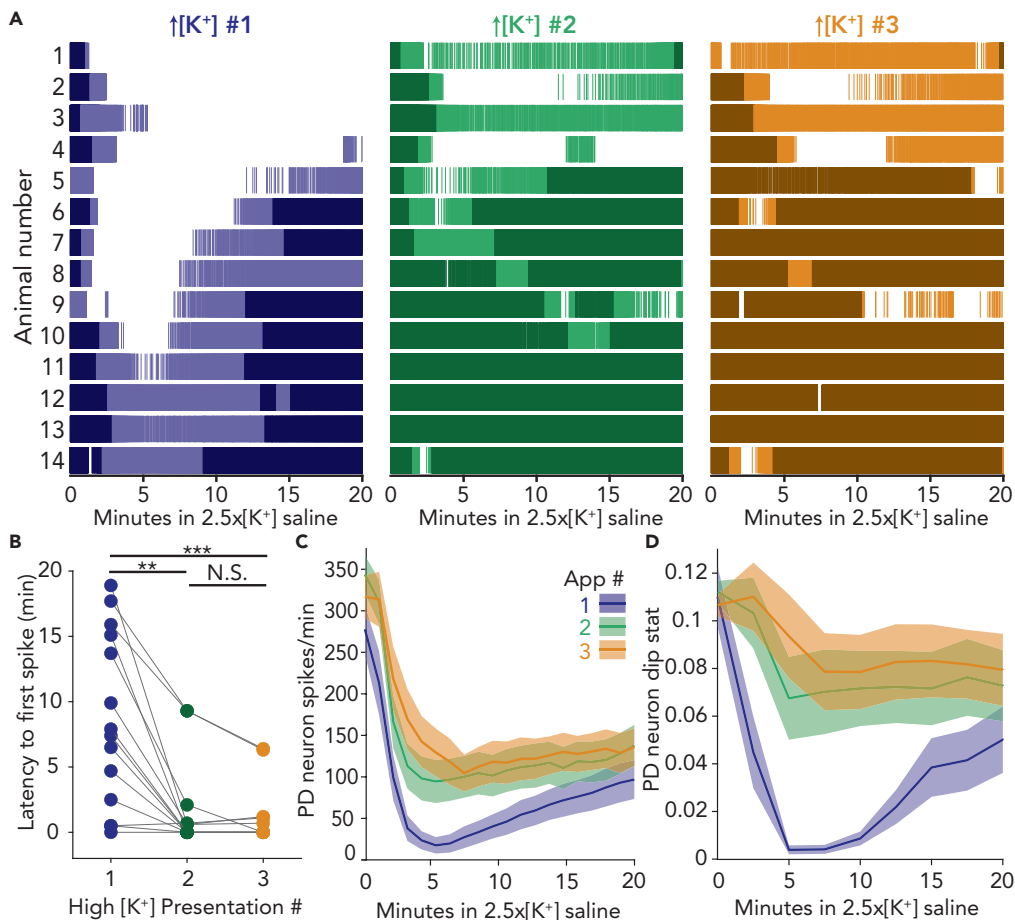 A
↑[K⁺] #1
↑[K⁺] #2
↑[K⁺] #3
Animal number
1
2
3
4
5
6
7
8
9
10
11
12
13
14
0 5 10 15 20
0 5 10 15 20
0 5 10 15 20
Minutes in 2.5x[K⁺] saline
Minutes in 2.5x[K⁺] saline
Minutes in 2.5x[K⁺] saline
B
***
**
N.S.
Latency to first spike (min)
20
15
10
5
0
1 2 3
High [K⁺] Presentation #
C
PD neuron spikes/min
350
300
250
200
150
100
50
0
App #
1
2
3
0 5 10 15 20
Minutes in 2.5x[K⁺] saline
D
PD neuron dip stat
0.12
0.10
0.08
0.06
0.04
0.02
0
0 5 10 15 20
Minutes in 2.5x[K⁺] saline